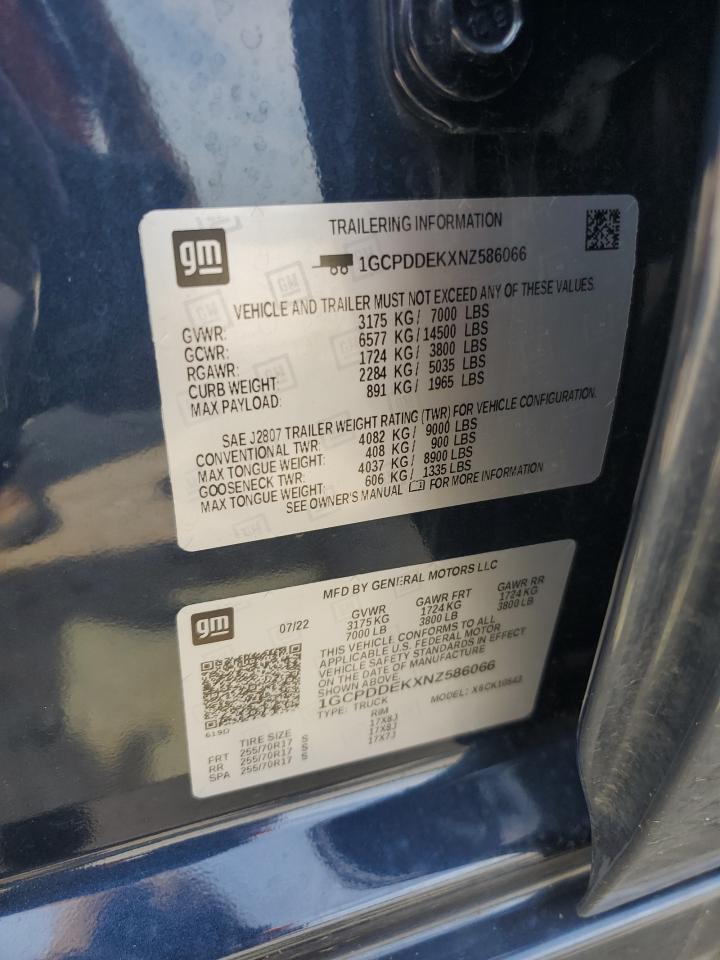 gm
TRAILERING INFORMATION
1GCPDDEKXNZ586066
VEHICLE AND TRAILER MUST NOT EXCEED ANY OF THESE VALUES.
GVWR: 3175 KG/ 7000 LBS
GCWR: 6577 KG/14500 LBS
RGAWR: 1724 KG/ 3800 LBS
CURB WEIGHT: 2284 KG/ 5035 LBS
MAX PAYLOAD: 891 KG/ 1965 LBS
SAE J2807 TRAILER WEIGHT RATING (TWR) FOR VEHICLE CONFIGURATION.
CONVENTIONAL TWR: 4082 KG/ 9000 LBS
MAX TONGUE WEIGHT: 408 KG/ 900 LBS
GOOSENECK TWR: 4037 KG/ 8900 LBS
MAX TONGUE WEIGHT: 606 KG/ 1335 LBS
SEE OWNER'S MANUAL FOR MORE INFORMATION
gm
MFD BY GENERAL MOTORS LLC
07/22
GVWR GAWR FRT GAWR RR
3175 KG 1724 KG 1724 KG
7000 LB 3800 LB 3800 LB
THIS VEHICLE CONFORMS TO ALL
APPLICABLE U.S. FEDERAL MOTOR
VEHICLE SAFETY STANDARDS IN EFFECT
ON THE DATE OF MANUFACTURE
SHOWN ABOVE.
1GCPDDEKXNZ586066
TYPE: TRUCK MODEL:
619D
TIRE SIZE RIM
FRT 255/70R17 S 17X8J
RR 255/70R17 S 17X8J
SPA 255/70R17 S 17X7J